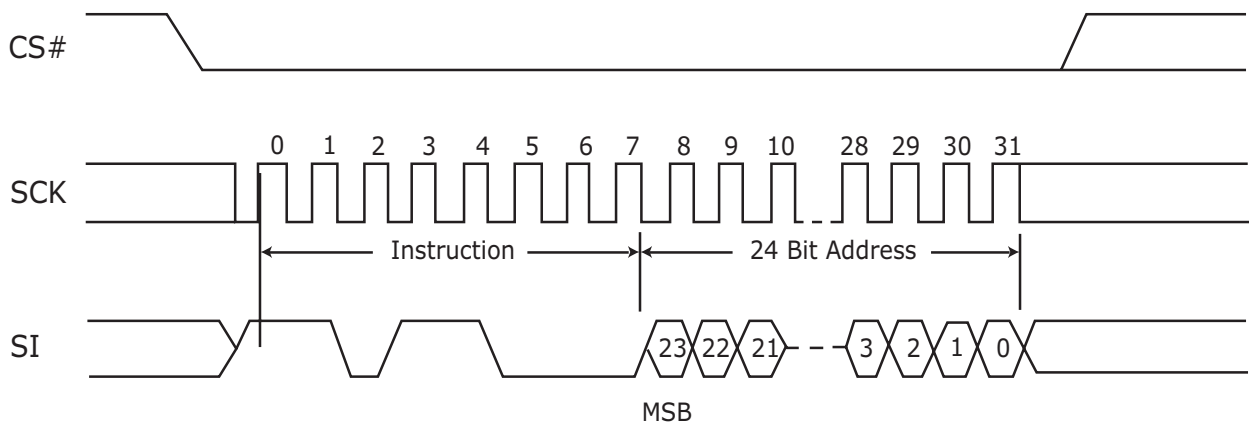 CS#
0 1 2 3 4 5 6 7 8 9 10 28 29 30 31
SCK
Instruction 24 Bit Address
SI 23 22 21 3 2 1 0
MSB